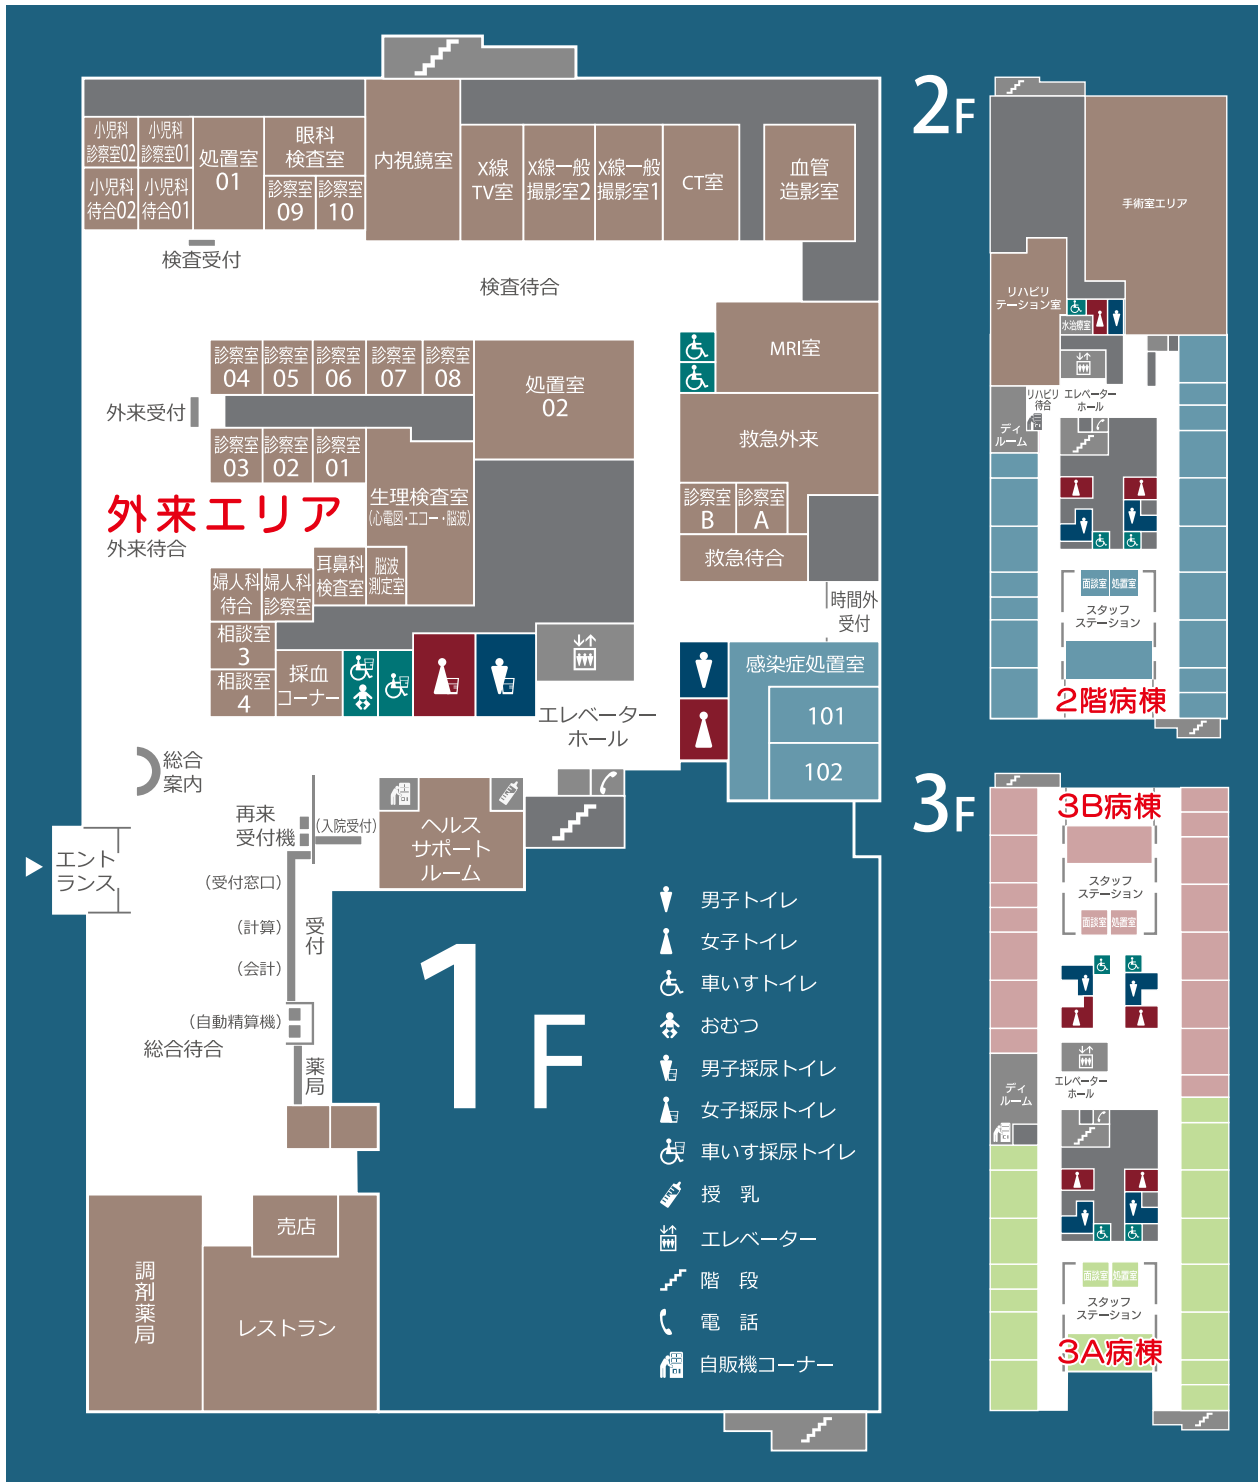 小児科
診察室02
小児科
診察室01
処置室
01
眼科
検査室
小児科
待合02
小児科
待合01
診察室
09
診察室
10
内視鏡室
X線
TV室
X線一般
撮影室2
X線一般
撮影室1
CT室
血管
造影室
検査受付
検査待合
診察室
04
診察室
05
診察室
06
診察室
07
診察室
08
処置室
02
MRI室
外来受付
診察室
03
診察室
02
診察室
01
救急外来
生理検査室
(心電図・エコー・脳波)
外来エリア
診察室
B
診察室
A
外来待合
救急待合
耳鼻科
検査室
脳波
測定室
婦人科
待合
婦人科
診察室
時間外
受付
相談室
3
相談室
4
採血
コーナー
感染症処置室
101
102
エレベーター
ホール
総合
案内
再来
受付機
(入院受付)
ヘルス
サポート
ルーム
エント
ランス
(受付窓口)
(計算)
(会計)
受付
(自動精算機)
総合待合
薬局
売店
調剤薬局
レストラン
1F
男子トイレ
女子トイレ
車いすトイレ
おむつ
男子採尿トイレ
女子採尿トイレ
車いす採尿トイレ
授 乳
エレベーター
階 段
電 話
自販機コーナー
2F
手術室エリア
リハビリ
テーション室
水治療室
リハビリ
待合
エレベーター
ホール
ディ
ルーム
面談室
処置室
スタッフ
ステーション
2階病棟
3F
3B病棟
スタッフ
ステーション
面談室
処置室
エレベーター
ホール
ディ
ルーム
面談室
処置室
スタッフ
ステーション
3A病棟